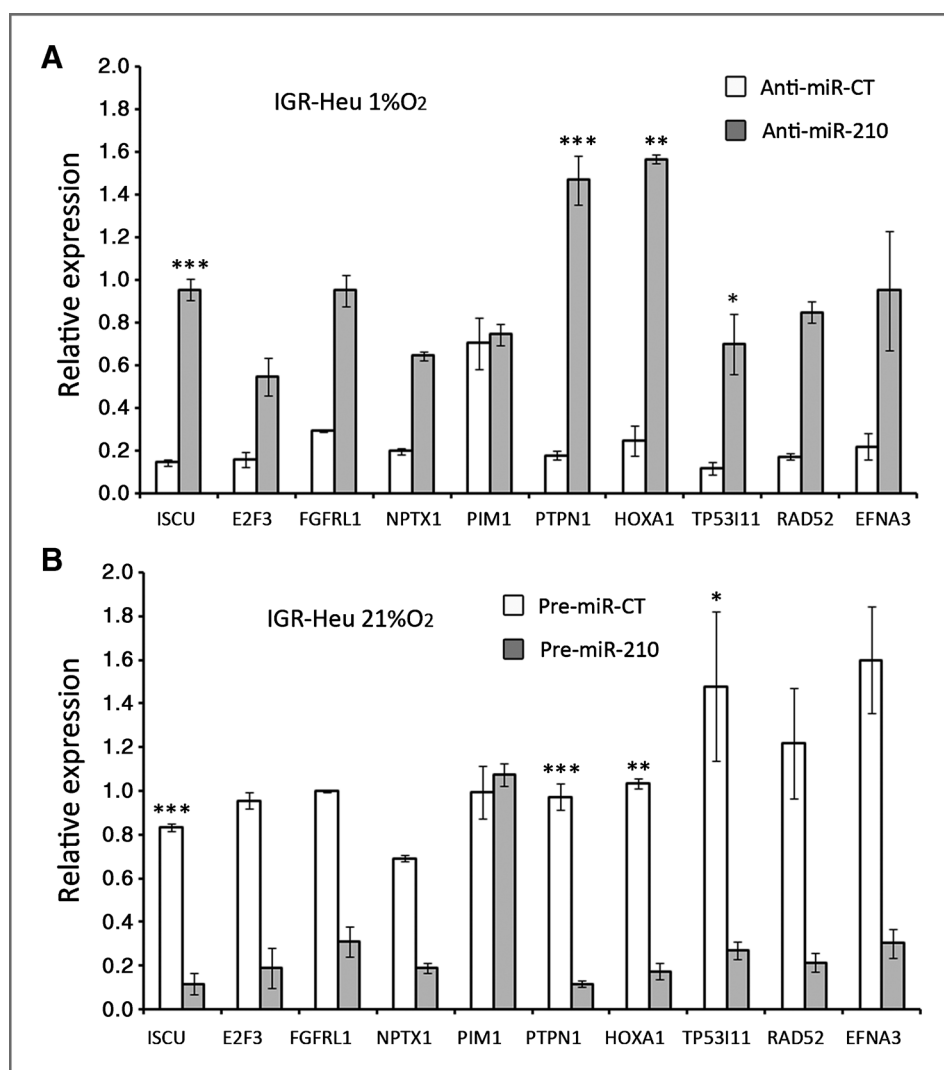 A
IGR-Heu 1%O2
Anti-miR-CT
Anti-miR-210
Relative expression
2.0
1.8
1.6
1.4
1.2
1.0
0.8
0.6
0.4
0.2
0.0
***
***
**
*
ISCU E2F3 FGFRL1 NPTX1 PIM1 PTPN1 HOXA1 TP53I11 RAD52 EFNA3
B
IGR-Heu 21%O2
Pre-miR-CT
Pre-miR-210
Relative expression
2.0
1.8
1.6
1.4
1.2
1.0
0.8
0.6
0.4
0.2
0.0
***
***
**
*
ISCU E2F3 FGFRL1 NPTX1 PIM1 PTPN1 HOXA1 TP53I11 RAD52 EFNA3